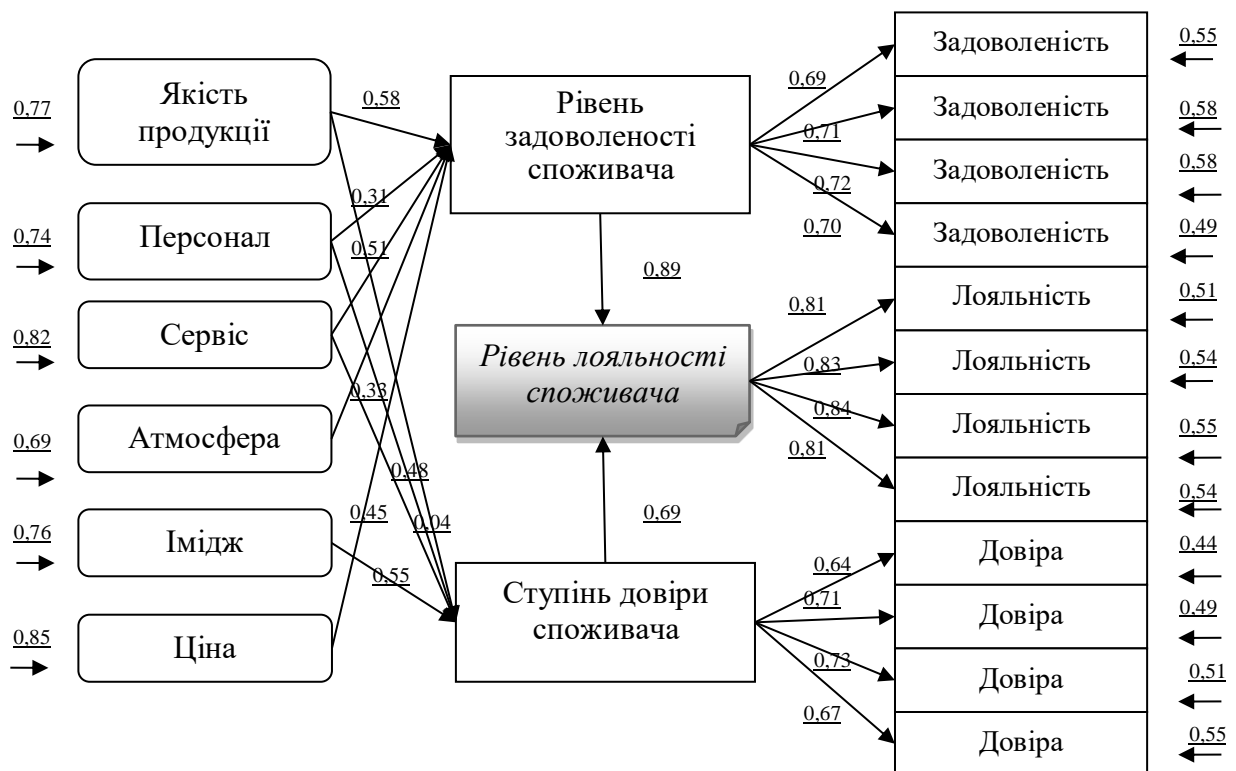 0,77
Якість
продукції
0,74
Персонал
0,82
Сервіс
0,69
Атмосфера
0,76
Імідж
0,85
Ціна
0,58
0,31
0,51
0,33
0,48
0,45
0,04
0,55
Рівень
задоволеності
споживача
0,89
Рівень лояльності
споживача
0,69
Ступінь довіри
споживача
0,69
0,71
0,72
0,70
0,81
0,83
0,84
0,81
0,64
0,71
0,73
0,67
Задоволеність
0,55
Задоволеність
0,58
Задоволеність
0,58
Задоволеність
0,49
Лояльність
0,51
Лояльність
0,54
Лояльність
0,55
Лояльність
0,54
Довіра
0,44
Довіра
0,49
Довіра
0,51
Довіра
0,55